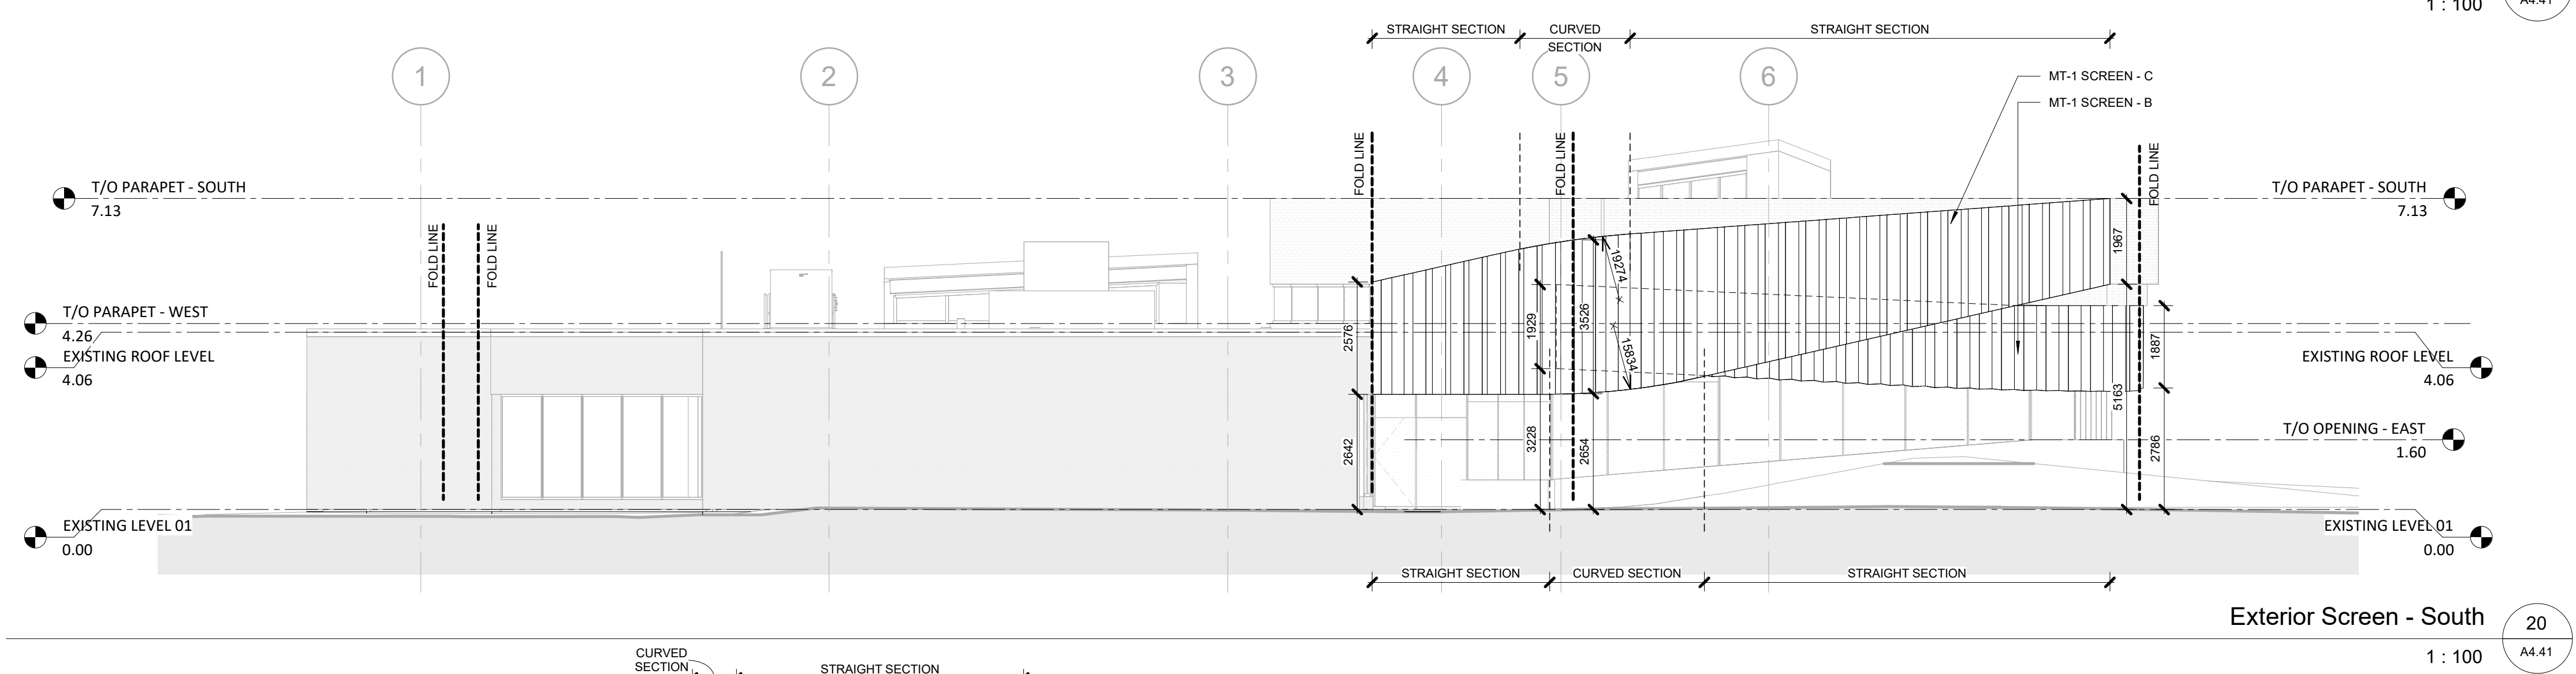 1 : 100
A4.41
STRAIGHT SECTION
CURVED
SECTION
STRAIGHT SECTION
1
2
3
4
5
6
MT-1 SCREEN - C
MT-1 SCREEN - B
FOLD LINE
FOLD LINE
FOLD LINE
FOLD LINE
FOLD LINE
T/O PARAPET - SOUTH
7.13
T/O PARAPET - SOUTH
7.13
T/O PARAPET - WEST
4.26
EXISTING ROOF LEVEL
4.06
EXISTING ROOF LEVEL
4.06
T/O OPENING - EAST
1.60
EXISTING LEVEL 01
0.00
EXISTING LEVEL 01
0.00
2576
2642
1929
3228
3526
2654
19274
15834
1967
5163
1887
2786
STRAIGHT SECTION
CURVED SECTION
STRAIGHT SECTION
Exterior Screen - South
20
A4.41
1 : 100
CURVED
SECTION
STRAIGHT SECTION